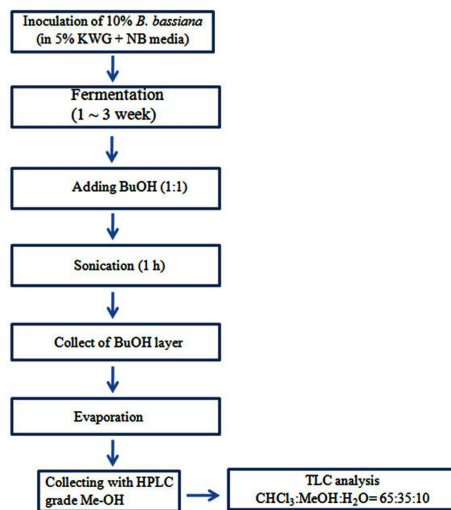 Inoculation of 10% B. bassiana
(in 5% KWG + NB media)
Fermentation
(1 ~ 3 week)
Adding BuOH (1:1)
Sonication (1 h)
Collect of BuOH layer
Evaporation
Collecting with HPLC
grade Me-OH
TLC analysis
CHCl₃:MeOH:H₂O= 65:35:10